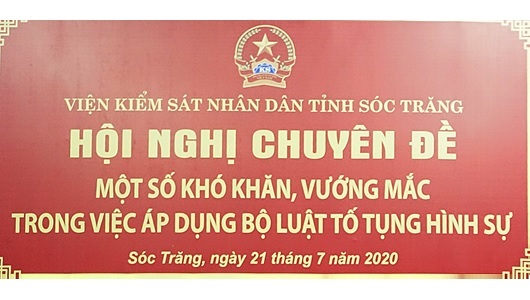 VIỆN KIỂM SÁT NHÂN DÂN TỈNH SÓC TRĂNG
HỘI NGHỊ CHUYÊN ĐỀ
MỘT SỐ KHÓ KHĂN, VƯỚNG MẮC
TRONG VIỆC ÁP DỤNG BỘ LUẬT TỐ TỤNG HÌNH SỰ
Sóc Trăng, ngày 21 tháng 7 năm 2020